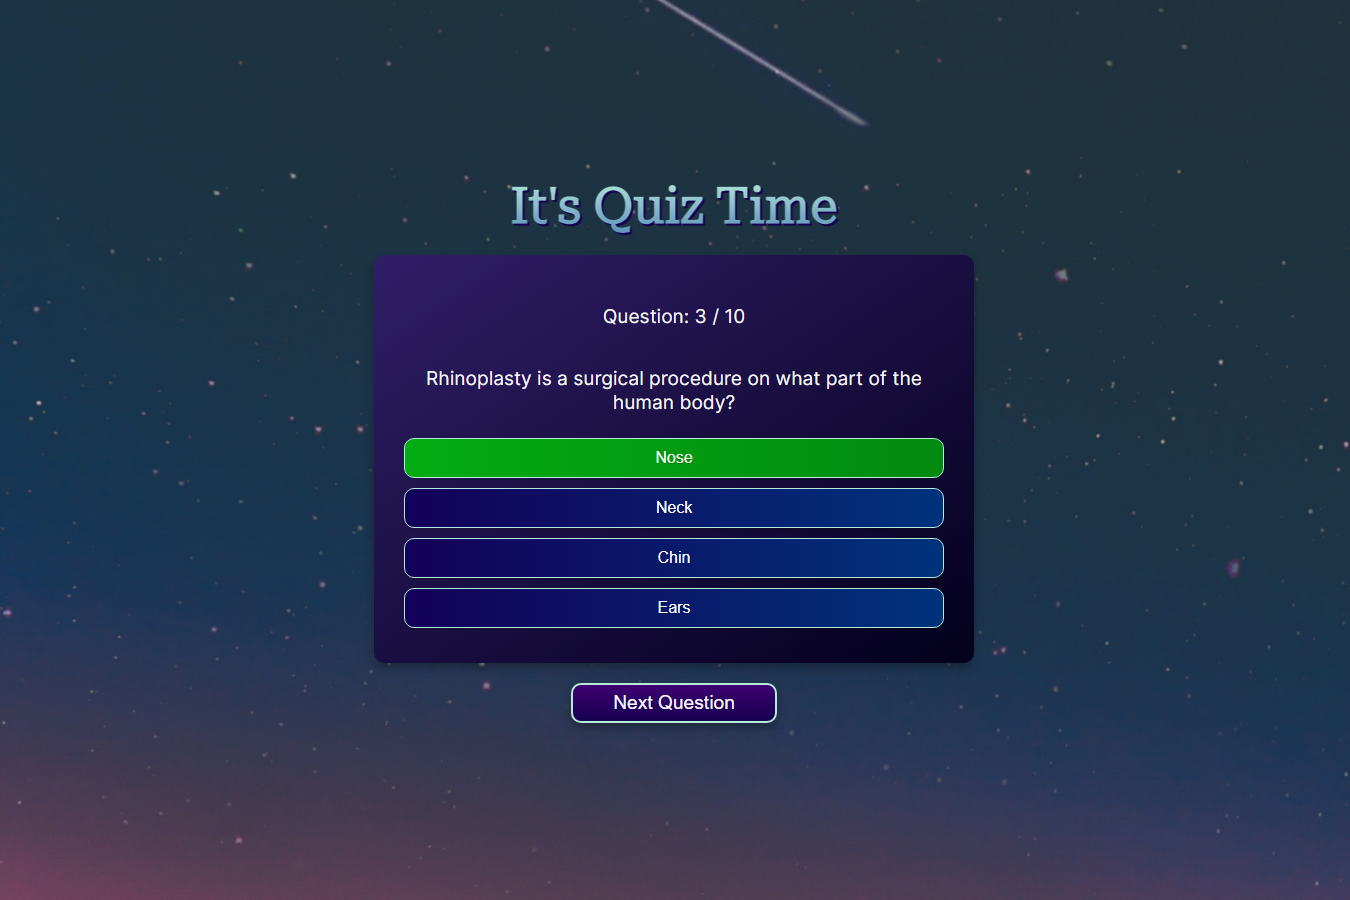 It's Quiz Time
Question: 3 / 10
Rhinoplasty is a surgical procedure on what part of the
human body?
Nose
Neck
Chin
Ears
Next Question